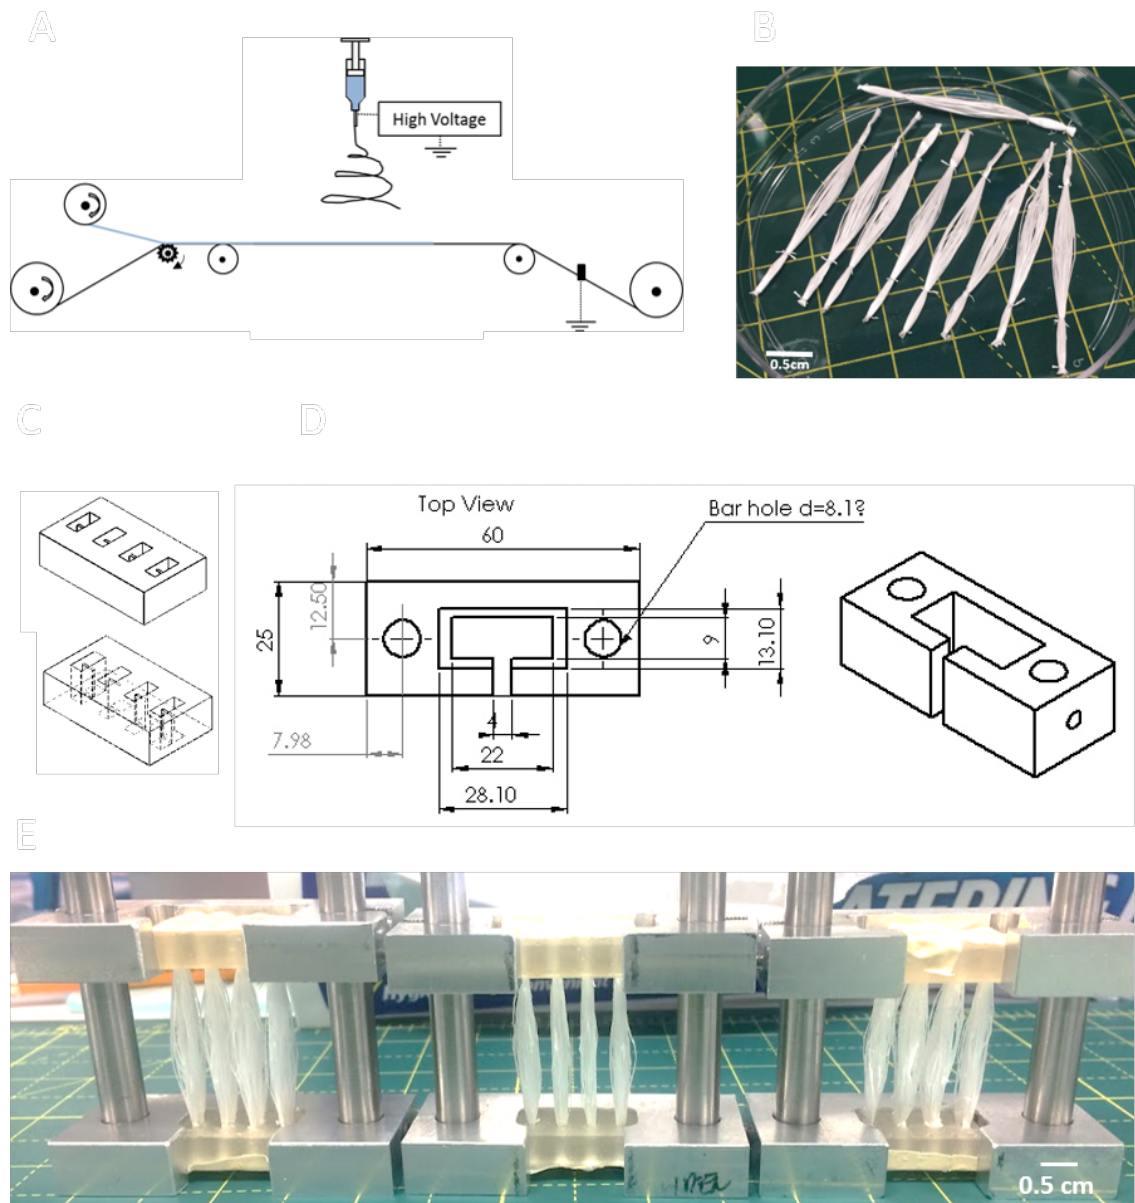 A
B
High Voltage
0.5cm
C
D
Top View
Bar hole d=8.1?
60
12.50
25
9
13.10
4
7.98
22
28.10
E
ATERING
0.5 cm